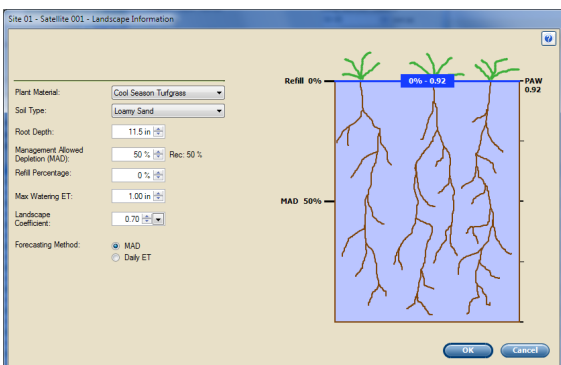 Site 01 - Satellite 001 - Landscape Information
?
Plant Material:
Cool Season Turfgrass
Soil Type:
Loamy Sand
Root Depth:
11.5 in
Management Allowed
Depletion (MAD):
50 %
Rec: 50 %
Refill Percentage:
0 %
Max Watering ET:
1.00 in
Landscape
Coefficient:
0.70
Forecasting Method:
MAD
Daily ET
Refill 0%
0% - 0.92
PAW
0.92
MAD 50%
OK
Cancel